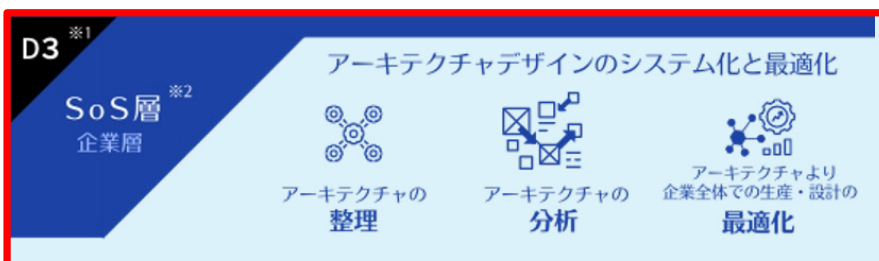 D3 ※1
SoS層 ※2
企業層
アーキテクチャデザインのシステム化と最適化
アーキテクチャの
整理
アーキテクチャの
分析
アーキテクチャより
企業全体での生産・設計の
最適化